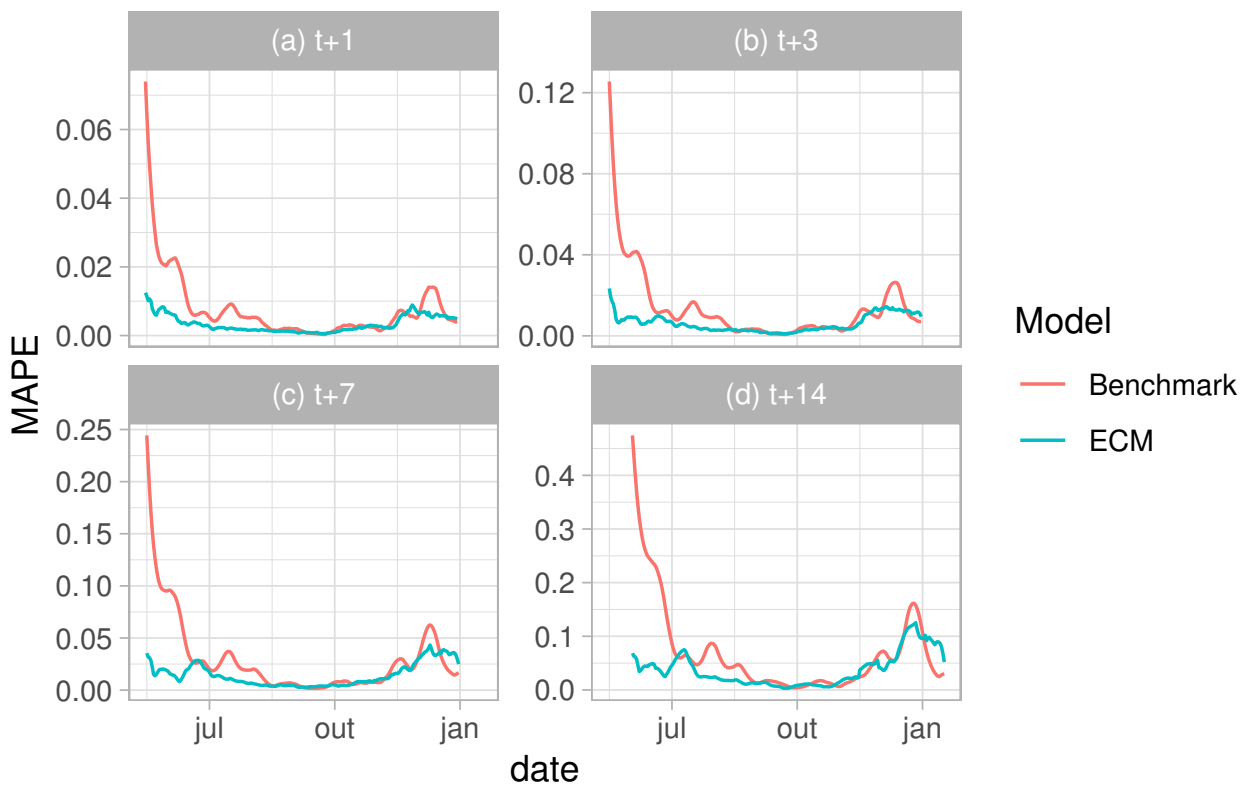 (a) t+1
(b) t+3
0.06
0.04
0.02
0.00
0.12
0.08
0.04
0.00
(c) t+7
(d) t+14
0.25
0.20
0.15
0.10
0.05
0.00
0.4
0.3
0.2
0.1
0.0
jul
out
jan
jul
out
jan
date
MAPE
Model
Benchmark
ECM